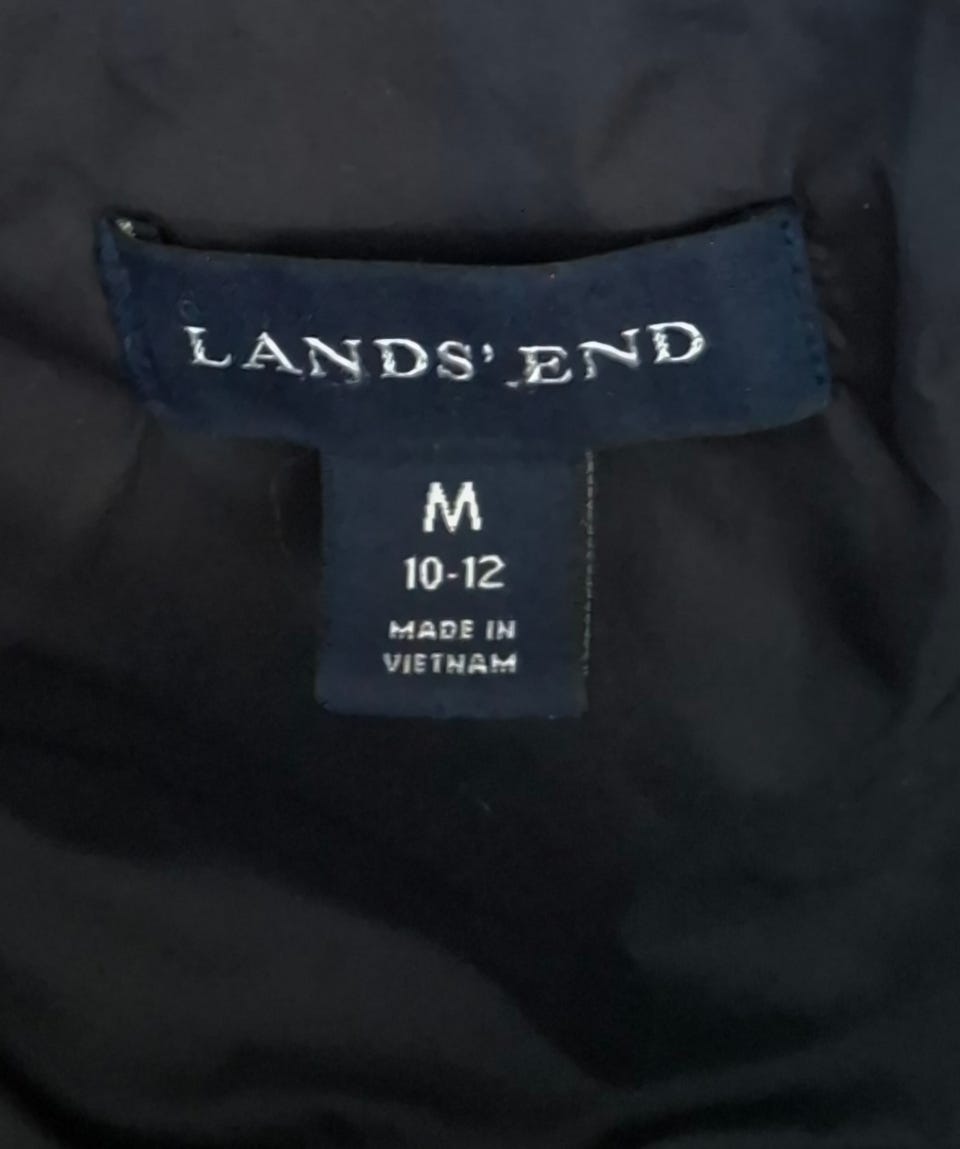 LANDS' END
M
10-12
MADE IN
VIETNAM